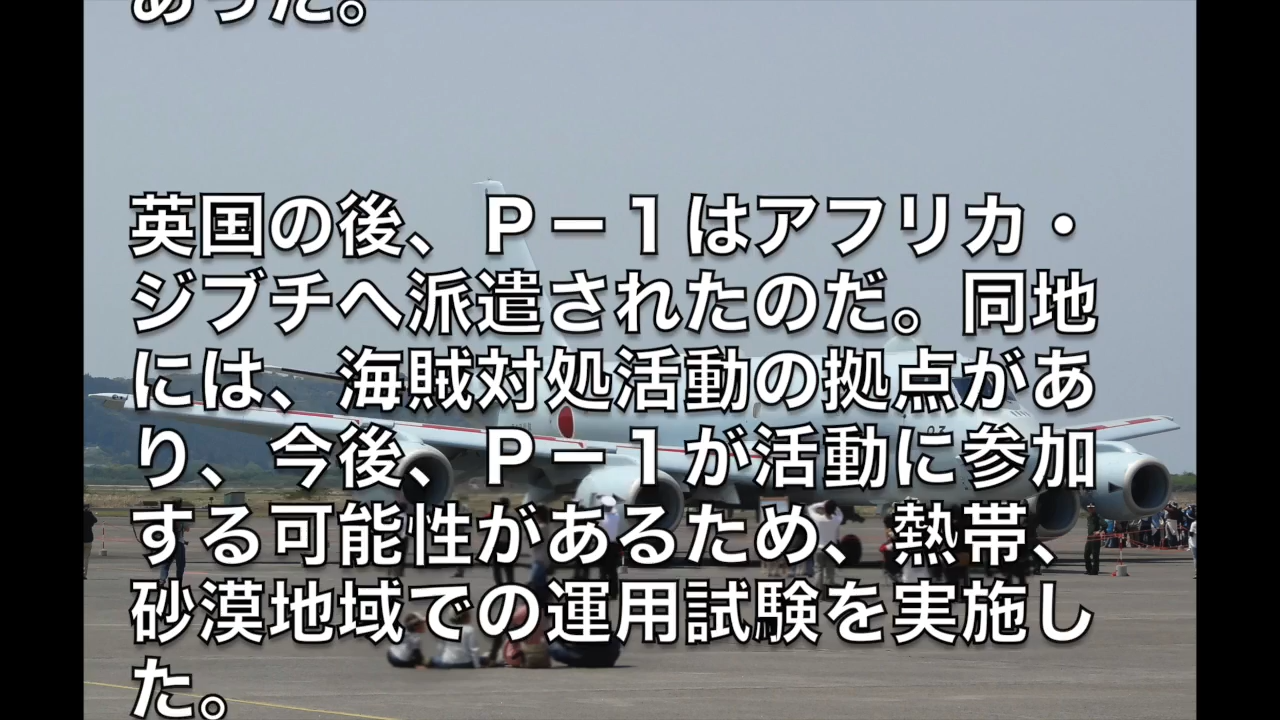 あった。
英国の後、Ｐ－１はアフリカ・
ジブチへ派遣されたのだ。同地
には、海賊対処活動の拠点があ
り、今後、Ｐ－１が活動に参加
する可能性があるため、熱帯、
砂漠地域での運用試験を実施し
た。